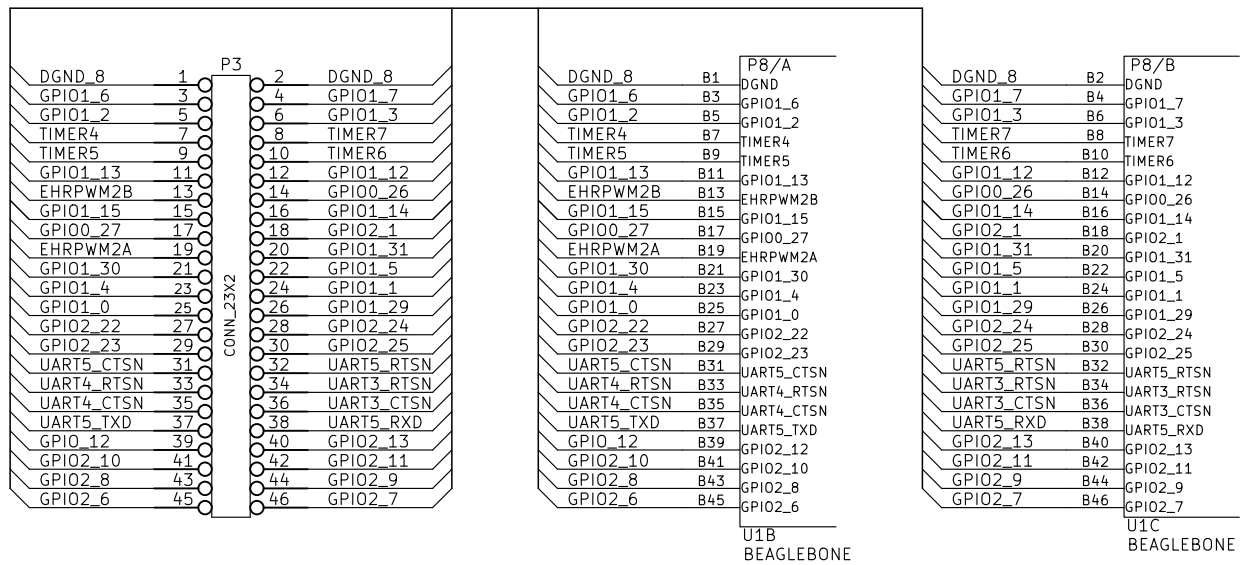 P3 P8/A P8/B
DGND_8 1 2 DGND_8 DGND_8 B1 DGND DGND_8 B2 DGND
GPIO1_6 3 4 GPIO1_7 GPIO1_6 B3 GPIO1_6 GPIO1_7 B4 GPIO1_7
GPIO1_2 5 6 GPIO1_3 GPIO1_2 B5 GPIO1_2 GPIO1_3 B6 GPIO1_3
TIMER4 7 8 TIMER7 TIMER4 B7 TIMER4 TIMER7 B8 TIMER7
TIMER5 9 10 TIMER6 TIMER5 B9 TIMER5 TIMER6 B10 TIMER6
GPIO1_13 11 12 GPIO1_12 GPIO1_13 B11 GPIO1_13 GPIO1_12 B12 GPIO1_12
EHRPWM2B 13 14 GPIO0_26 EHRPWM2B B13 EHRPWM2B GPIO0_26 B14 GPIO0_26
GPIO1_15 15 16 GPIO1_14 GPIO1_15 B15 GPIO1_15 GPIO1_14 B16 GPIO1_14
GPIO0_27 17 18 GPIO2_1 GPIO0_27 B17 GPIO0_27 GPIO2_1 B18 GPIO2_1
EHRPWM2A 19 20 GPIO1_31 EHRPWM2A B19 EHRPWM2A GPIO1_31 B20 GPIO1_31
GPIO1_30 21 22 GPIO1_5 GPIO1_30 B21 GPIO1_30 GPIO1_5 B22 GPIO1_5
GPIO1_4 23 24 GPIO1_1 GPIO1_4 B23 GPIO1_4 GPIO1_1 B24 GPIO1_1
GPIO1_0 25 26 GPIO1_29 GPIO1_0 B25 GPIO1_0 GPIO1_29 B26 GPIO1_29
GPIO2_22 27 28 GPIO2_24 GPIO2_22 B27 GPIO2_22 GPIO2_24 B28 GPIO2_24
GPIO2_23 29 30 GPIO2_25 GPIO2_23 B29 GPIO2_23 GPIO2_25 B30 GPIO2_25
UART5_CTSN 31 32 UART5_RTSN UART5_CTSN B31 UART5_CTSN UART5_RTSN B32 UART5_RTSN
UART4_RTSN 33 34 UART3_RTSN UART4_RTSN B33 UART4_RTSN UART3_RTSN B34 UART3_RTSN
UART4_CTSN 35 36 UART3_CTSN UART4_CTSN B35 UART4_CTSN UART3_CTSN B36 UART3_CTSN
UART5_TXD 37 38 UART5_RXD UART5_TXD B37 UART5_TXD UART5_RXD B38 UART5_RXD
GPIO_12 39 40 GPIO2_13 GPIO_12 B39 GPIO2_12 GPIO2_13 B40 GPIO2_13
GPIO2_10 41 42 GPIO2_11 GPIO2_10 B41 GPIO2_10 GPIO2_11 B42 GPIO2_11
GPIO2_8 43 44 GPIO2_9 GPIO2_8 B43 GPIO2_8 GPIO2_9 B44 GPIO2_9
GPIO2_6 45 46 GPIO2_7 GPIO2_6 B45 GPIO2_6 GPIO2_7 B46 GPIO2_7
CONN_23X2
U1B U1C
BEAGLEBONE BEAGLEBONE